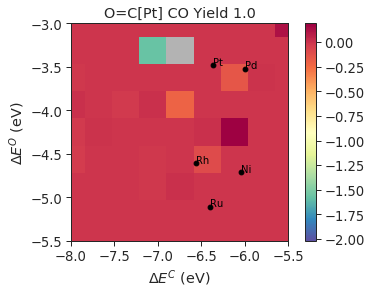 O=C[Pt] CO Yield 1.0
−3.0
−3.5
−4.0
−4.5
−5.0
−5.5
ΔE^O (eV)
Pt
Pd
Rh
Ni
Ru
−8.0 −7.5 −7.0 −6.5 −6.0 −5.5
ΔE^C (eV)
0.00
−0.25
−0.50
−0.75
−1.00
−1.25
−1.50
−1.75
−2.00